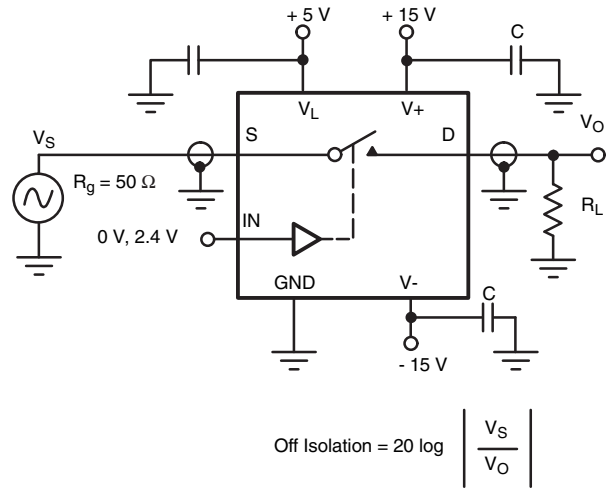 + 5 V
+ 15 V
C
V_L
V+
S
D
V_O
V_S
R_g = 50 Ω
R_L
IN
0 V, 2.4 V
GND
V-
C
- 15 V
Off Isolation = 20 log | V_S / V_O |